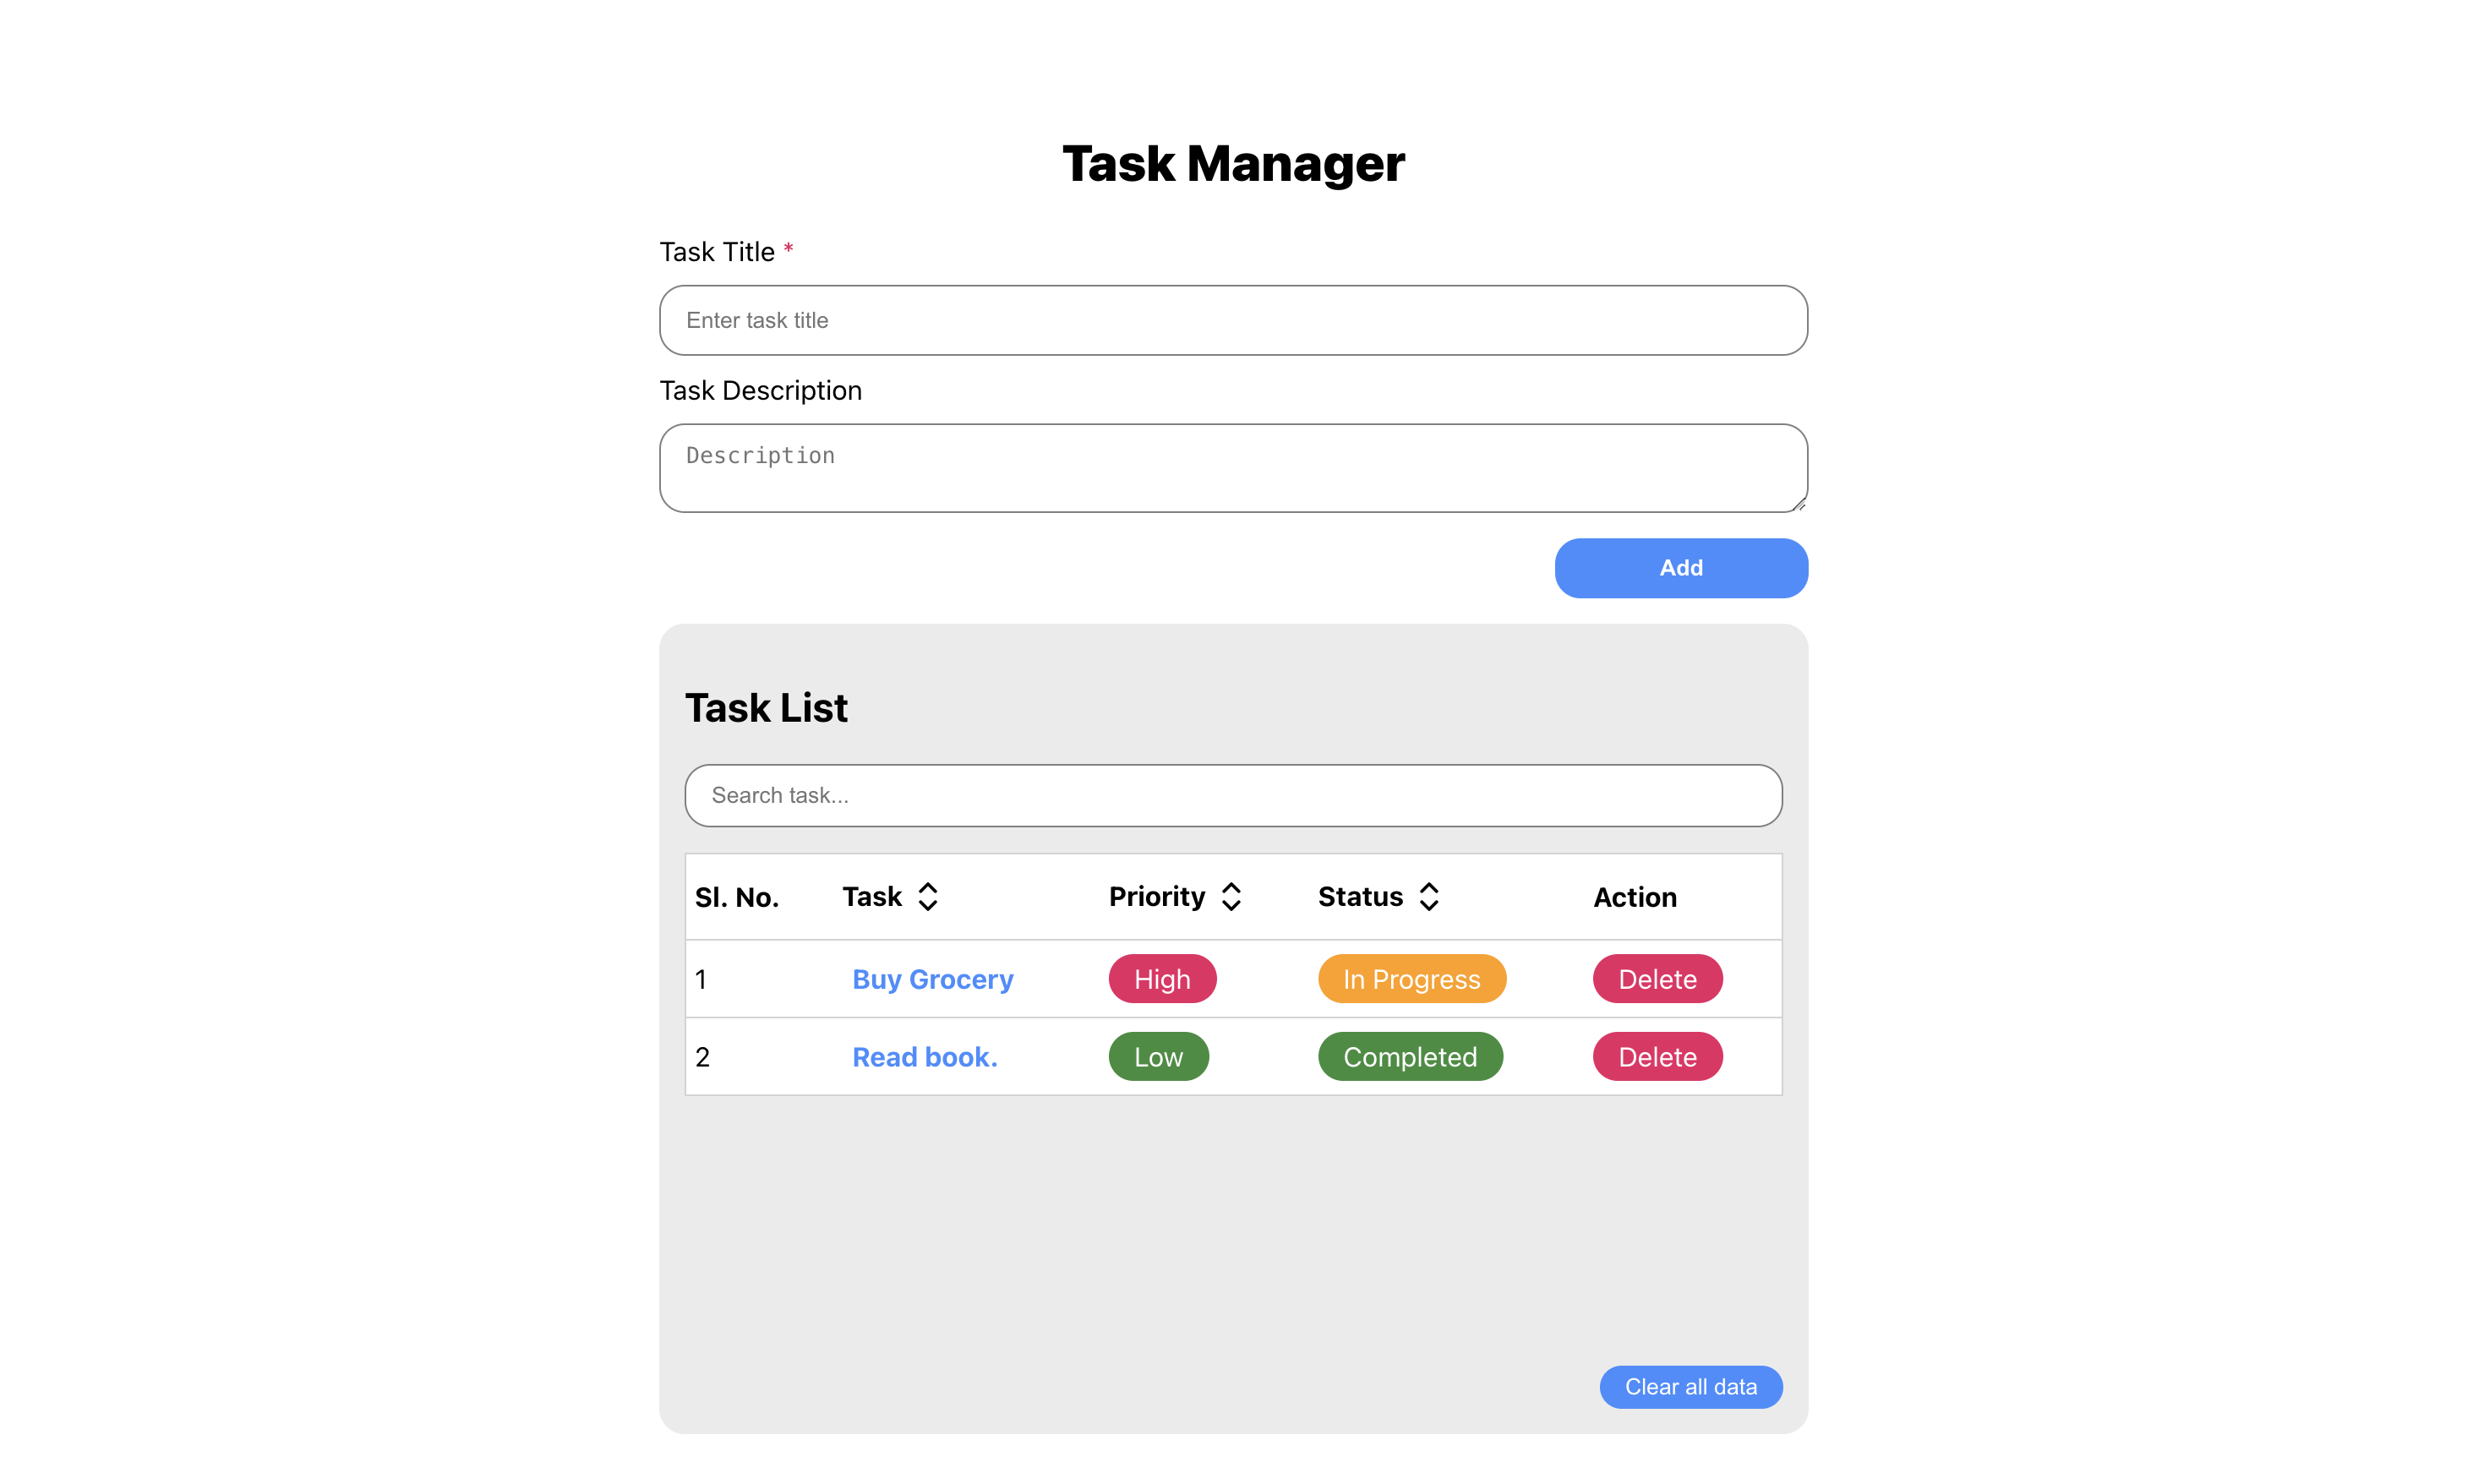 Task Manager
Task Title *
Enter task title
Task Description
Description
Add
Task List
Search task...
Sl. No. Task Priority Status Action
1 Buy Grocery High In Progress Delete
2 Read book. Low Completed Delete
Clear all data